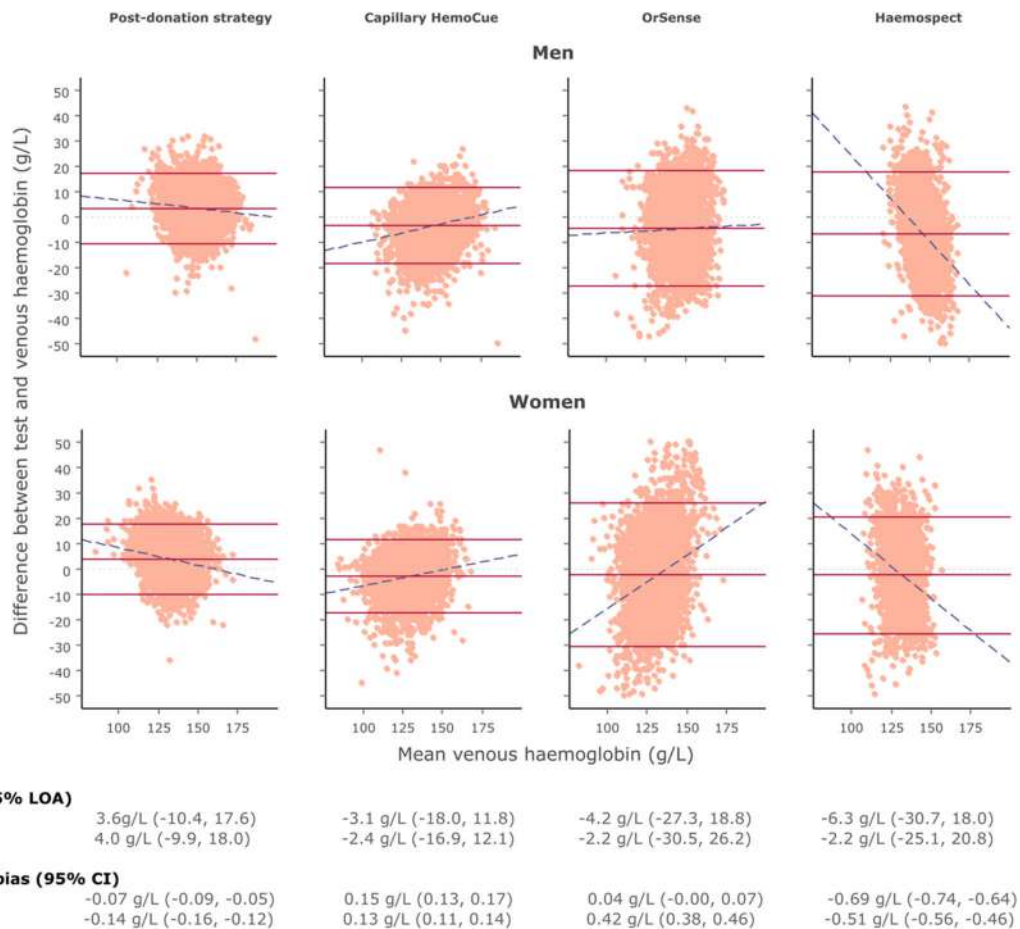 Post-donation strategy Capillary HemoCue OrSense Haemospect
Men
50
40
30
20
10
0
-10
-20
-30
-40
-50
Difference between test and venous haemoglobin (g/L)
Women
50
40
30
20
10
0
-10
-20
-30
-40
-50
100 125 150 175 100 125 150 175 100 125 150 175 100 125 150 175
Mean venous haemoglobin (g/L)
% LOA)
3.6g/L (-10.4, 17.6) -3.1 g/L (-18.0, 11.8) -4.2 g/L (-27.3, 18.8) -6.3 g/L (-30.7, 18.0)
4.0 g/L (-9.9, 18.0) -2.4 g/L (-16.9, 12.1) -2.2 g/L (-30.5, 26.2) -2.2 g/L (-25.1, 20.8)
bias (95% CI)
-0.07 g/L (-0.09, -0.05) 0.15 g/L (0.13, 0.17) 0.04 g/L (-0.00, 0.07) -0.69 g/L (-0.74, -0.64)
-0.14 g/L (-0.16, -0.12) 0.13 g/L (0.11, 0.14) 0.42 g/L (0.38, 0.46) -0.51 g/L (-0.56, -0.46)